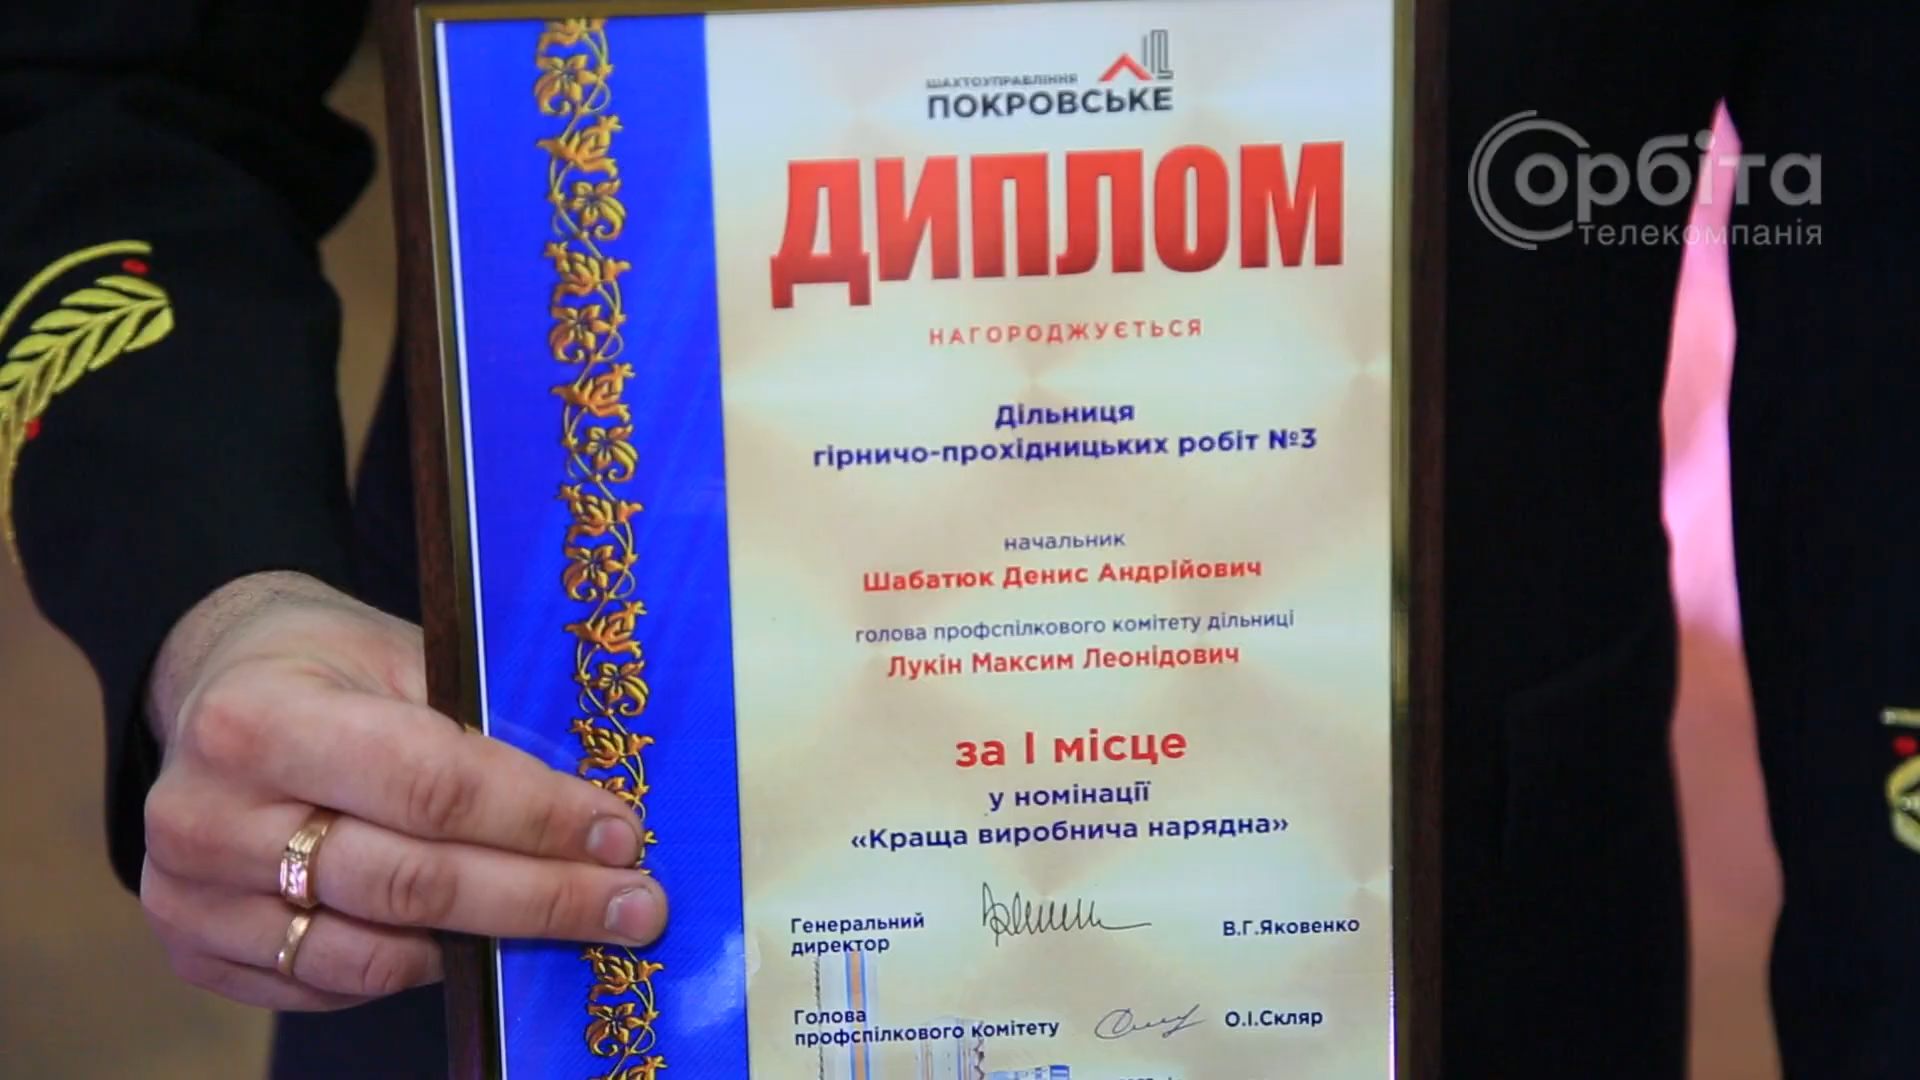 ШАХТОУПРАВЛІННЯ
ПОКРОВСЬКЕ
ДИПЛОМ
НАГОРОДЖУЄТЬСЯ
Дільниця
гірничо-прохідницьких робіт №3
начальник
Шабатюк Денис Андрійович
голова профспілкового комітету дільниці
Лукін Максим Леонідович
за І місце
у номінації
«Краща виробнича нарядна»
Генеральний
директор
В.Г.Яковенко
Голова
профспілкового комітету
О.І.Скляр
орбіта
телекомпанія